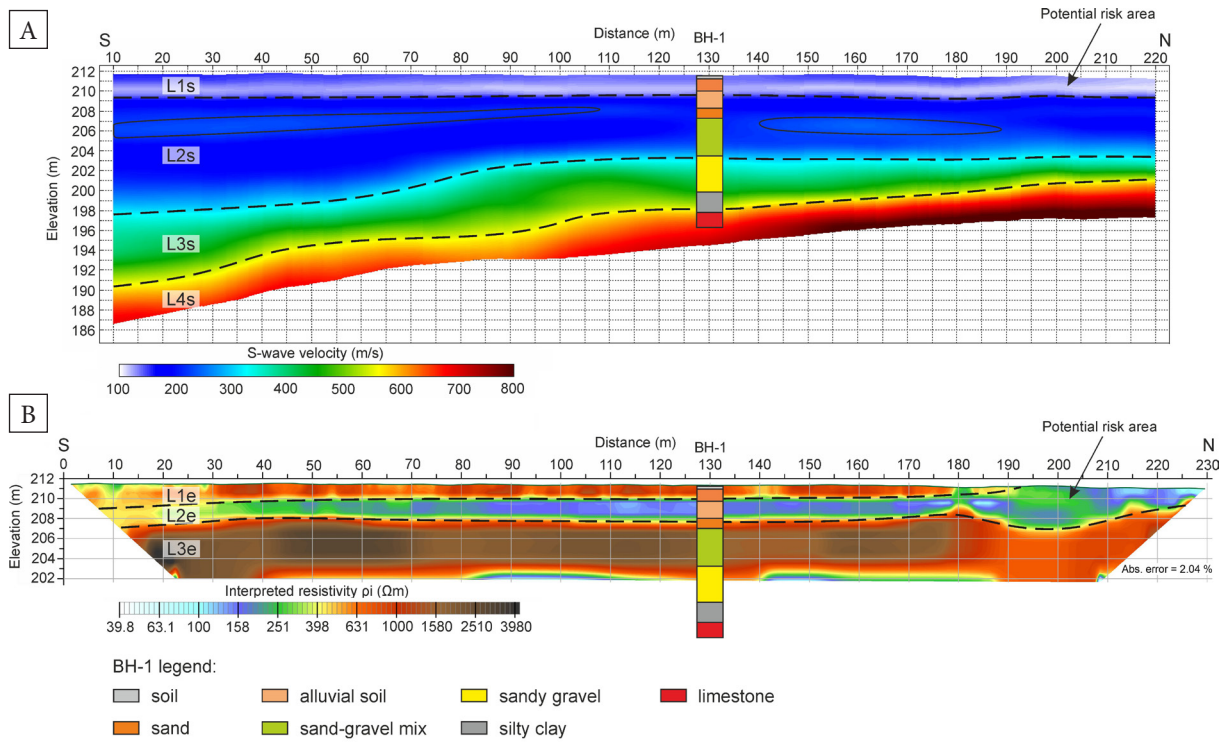 A
Potential risk area
S Distance (m) BH-1 N
10 20 30 40 50 60 70 80 90 100 110 120 130 140 150 160 170 180 190 200 210 220
Elevation (m)
212
210
208
206
204
202
200
198
196
194
192
190
188
186
L1s
L2s
L3s
L4s
S-wave velocity (m/s)
100 200 300 400 500 600 700 800
B
Potential risk area
S Distance (m) BH-1 N
0 10 20 30 40 50 60 70 80 90 100 110 120 130 140 150 160 170 180 190 200 210 220 230
Elevation (m)
212
210
208
206
204
202
L1e
L2e
L3e
Abs. error = 2.04 %
Interpreted resistivity ρi (Ωm)
39.8 63.1 100 158 251 398 631 1000 1580 2510 3980
BH-1 legend:
soil alluvial soil sandy gravel limestone
sand sand-gravel mix silty clay